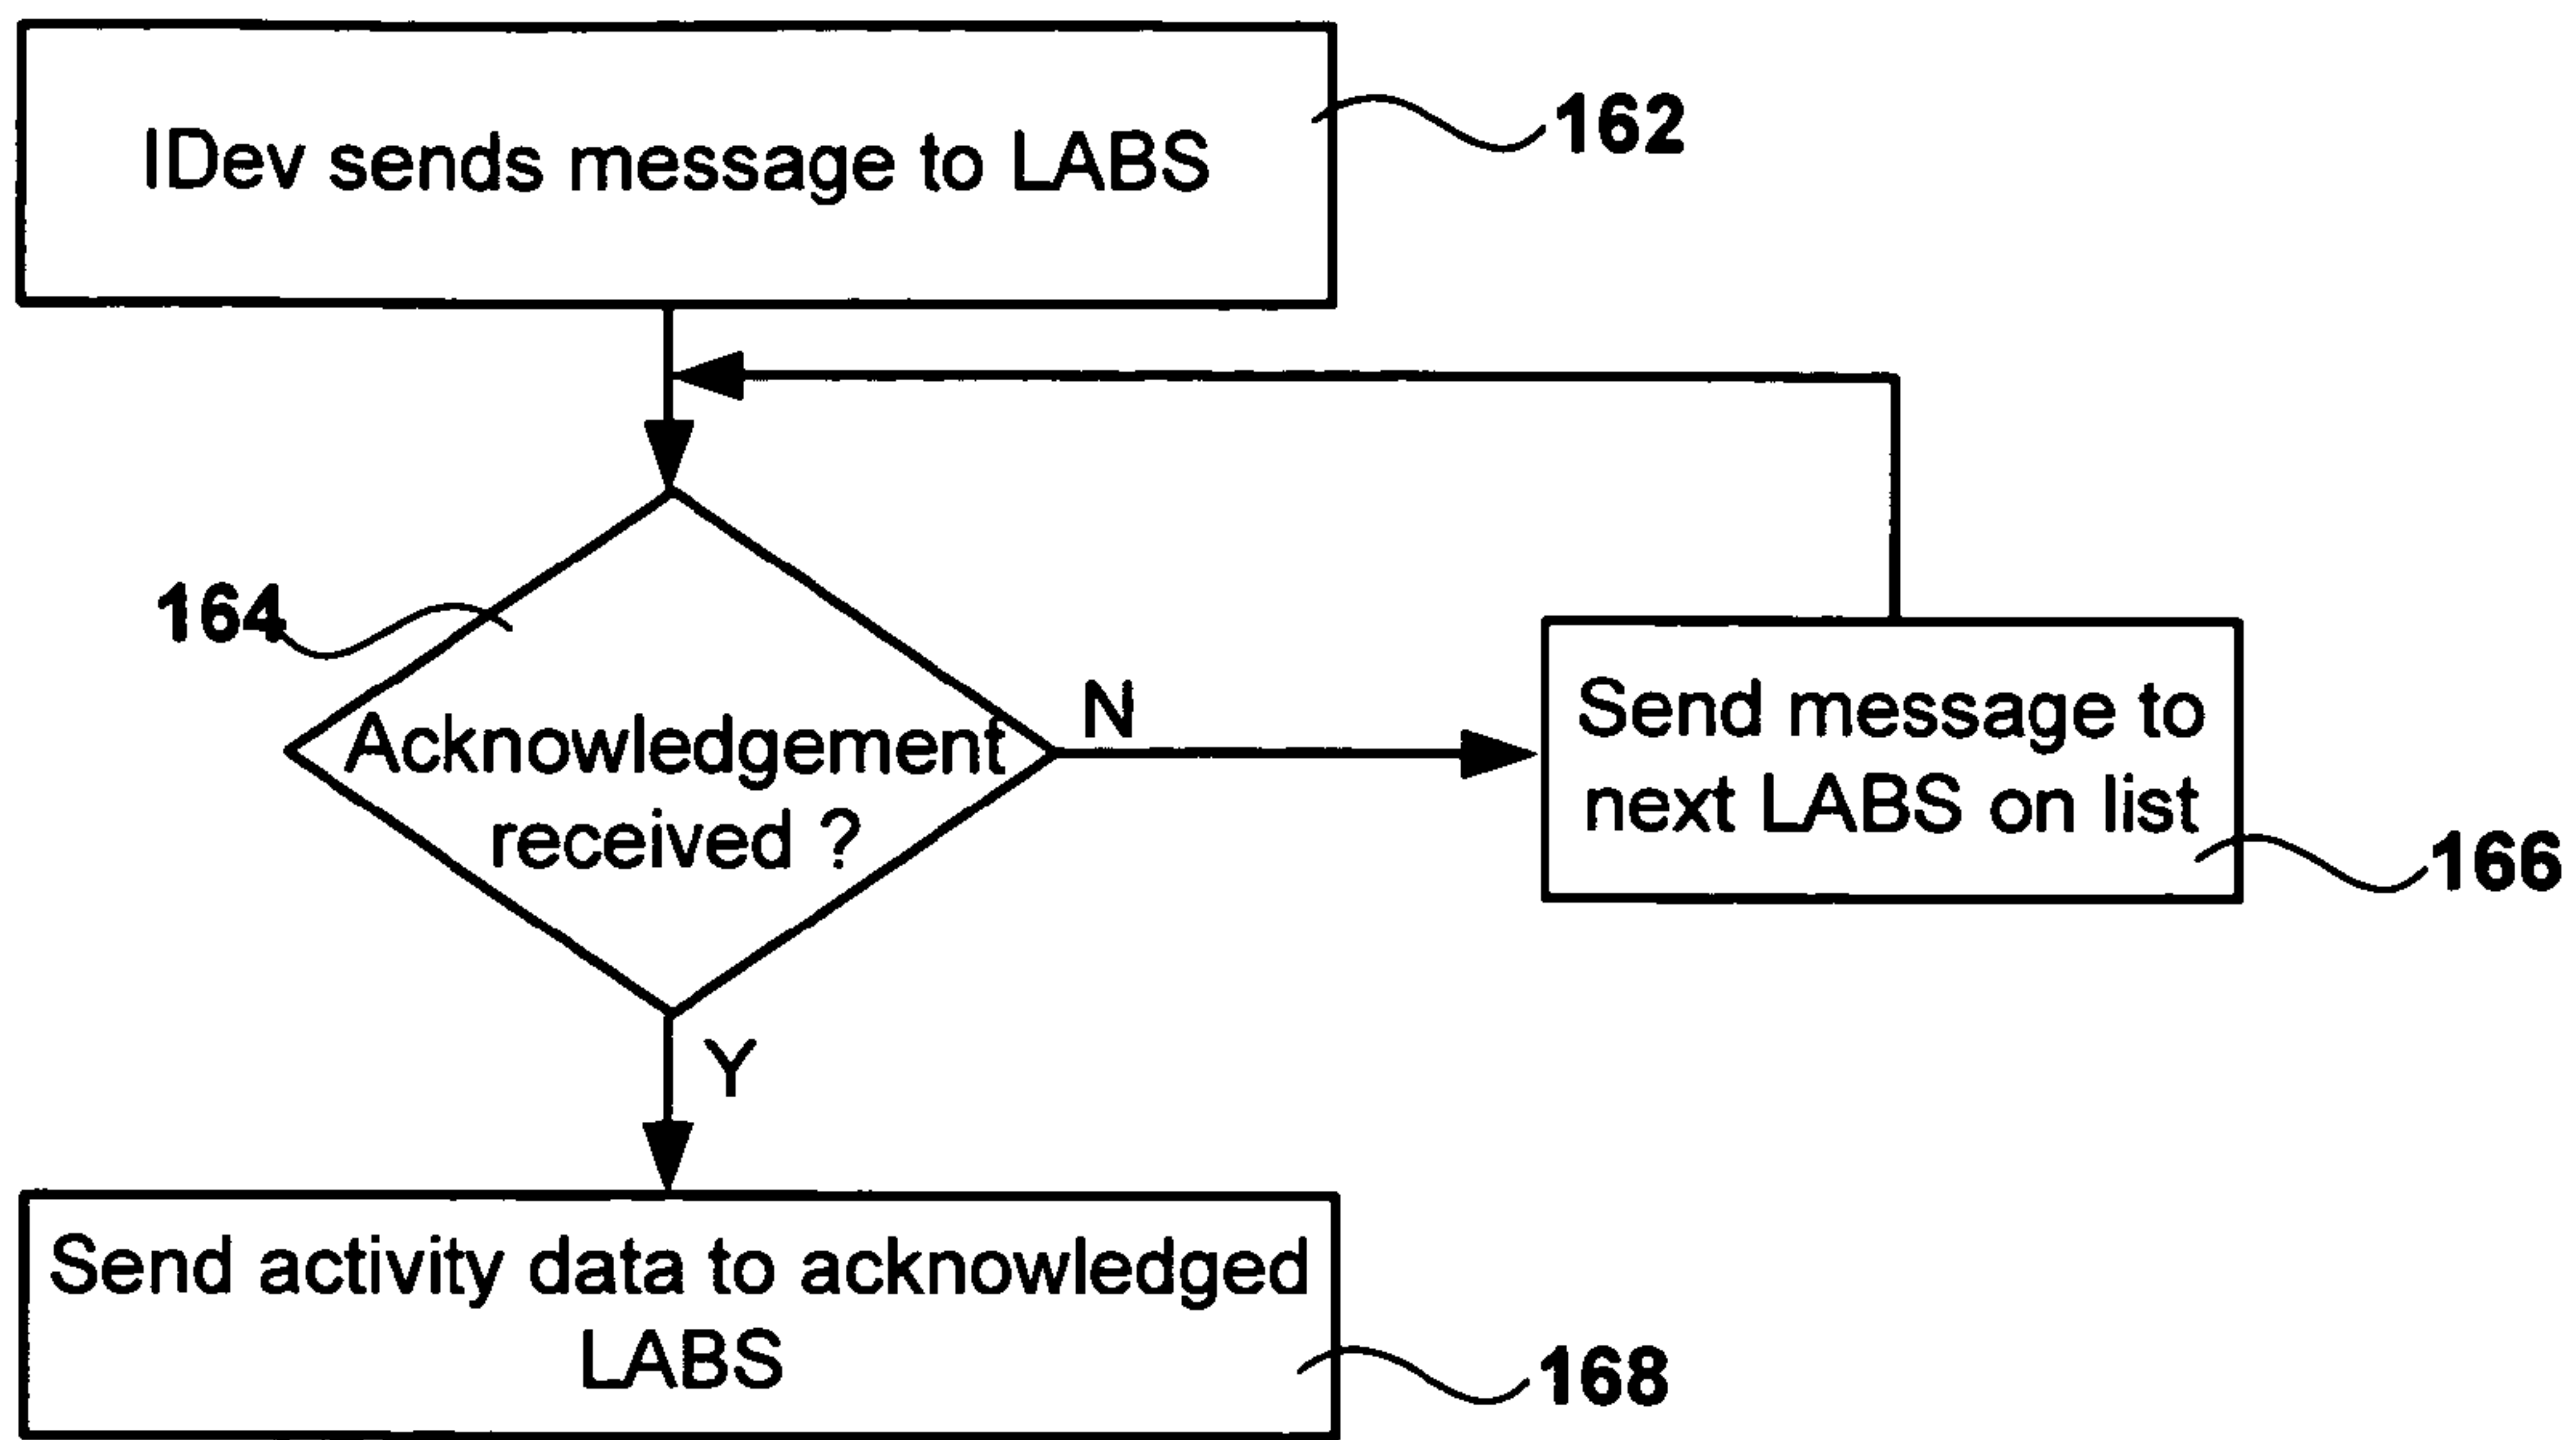 IDev sends message to LABS
162
164
Acknowledgement
received ?
N
Send message to
next LABS on list
166
Y
Send activity data to acknowledged
LABS
168